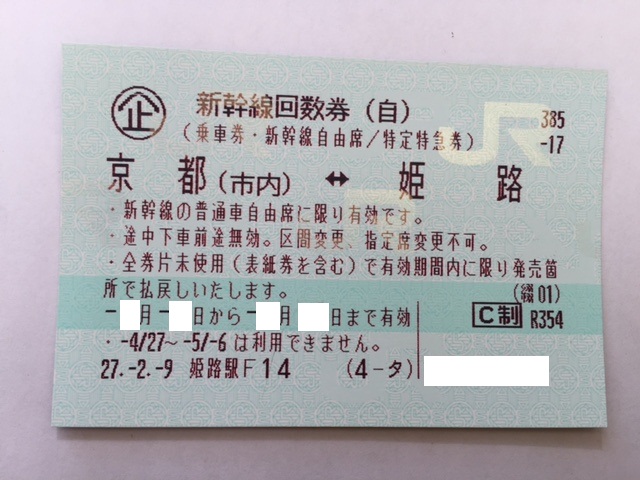 企 新幹線回数券(自) 385
(乗車券・新幹線自由席/特定特急券) -17
京都(市内) ↔ 姫路
・新幹線の普通車自由席に限り有効です。
・途中下車前途無効。区間変更、指定席変更不可。
・全券片未使用(表紙券を含む)で有効期間内に限り発売箇
所で払戻しいたします。 (綴01)
-月-日から-月 日まで有効 C制 R354
・-4/27~-5/-6は利用できません。
27.-2.-9 姫路駅F14 (4-タ)